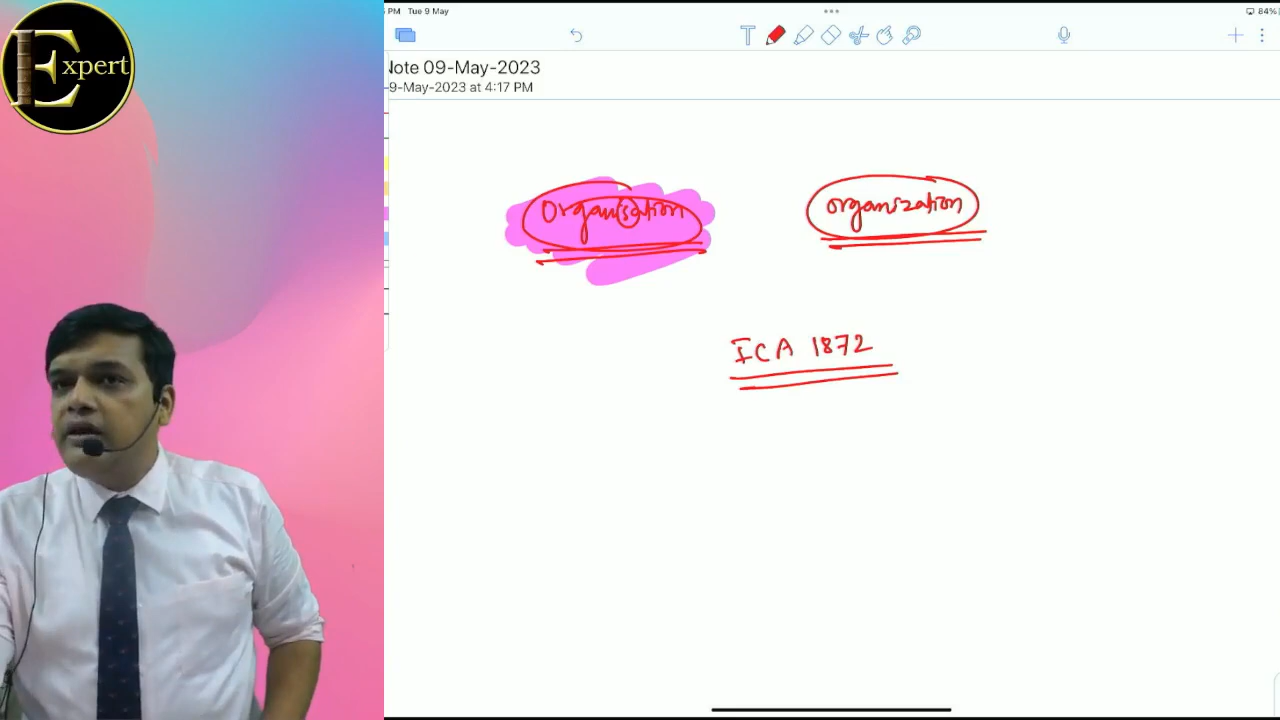 Expert
PM Tue 9 May
84%
Note 09-May-2023
9-May-2023 at 4:17 PM
Organisation
organization
ICA 1872